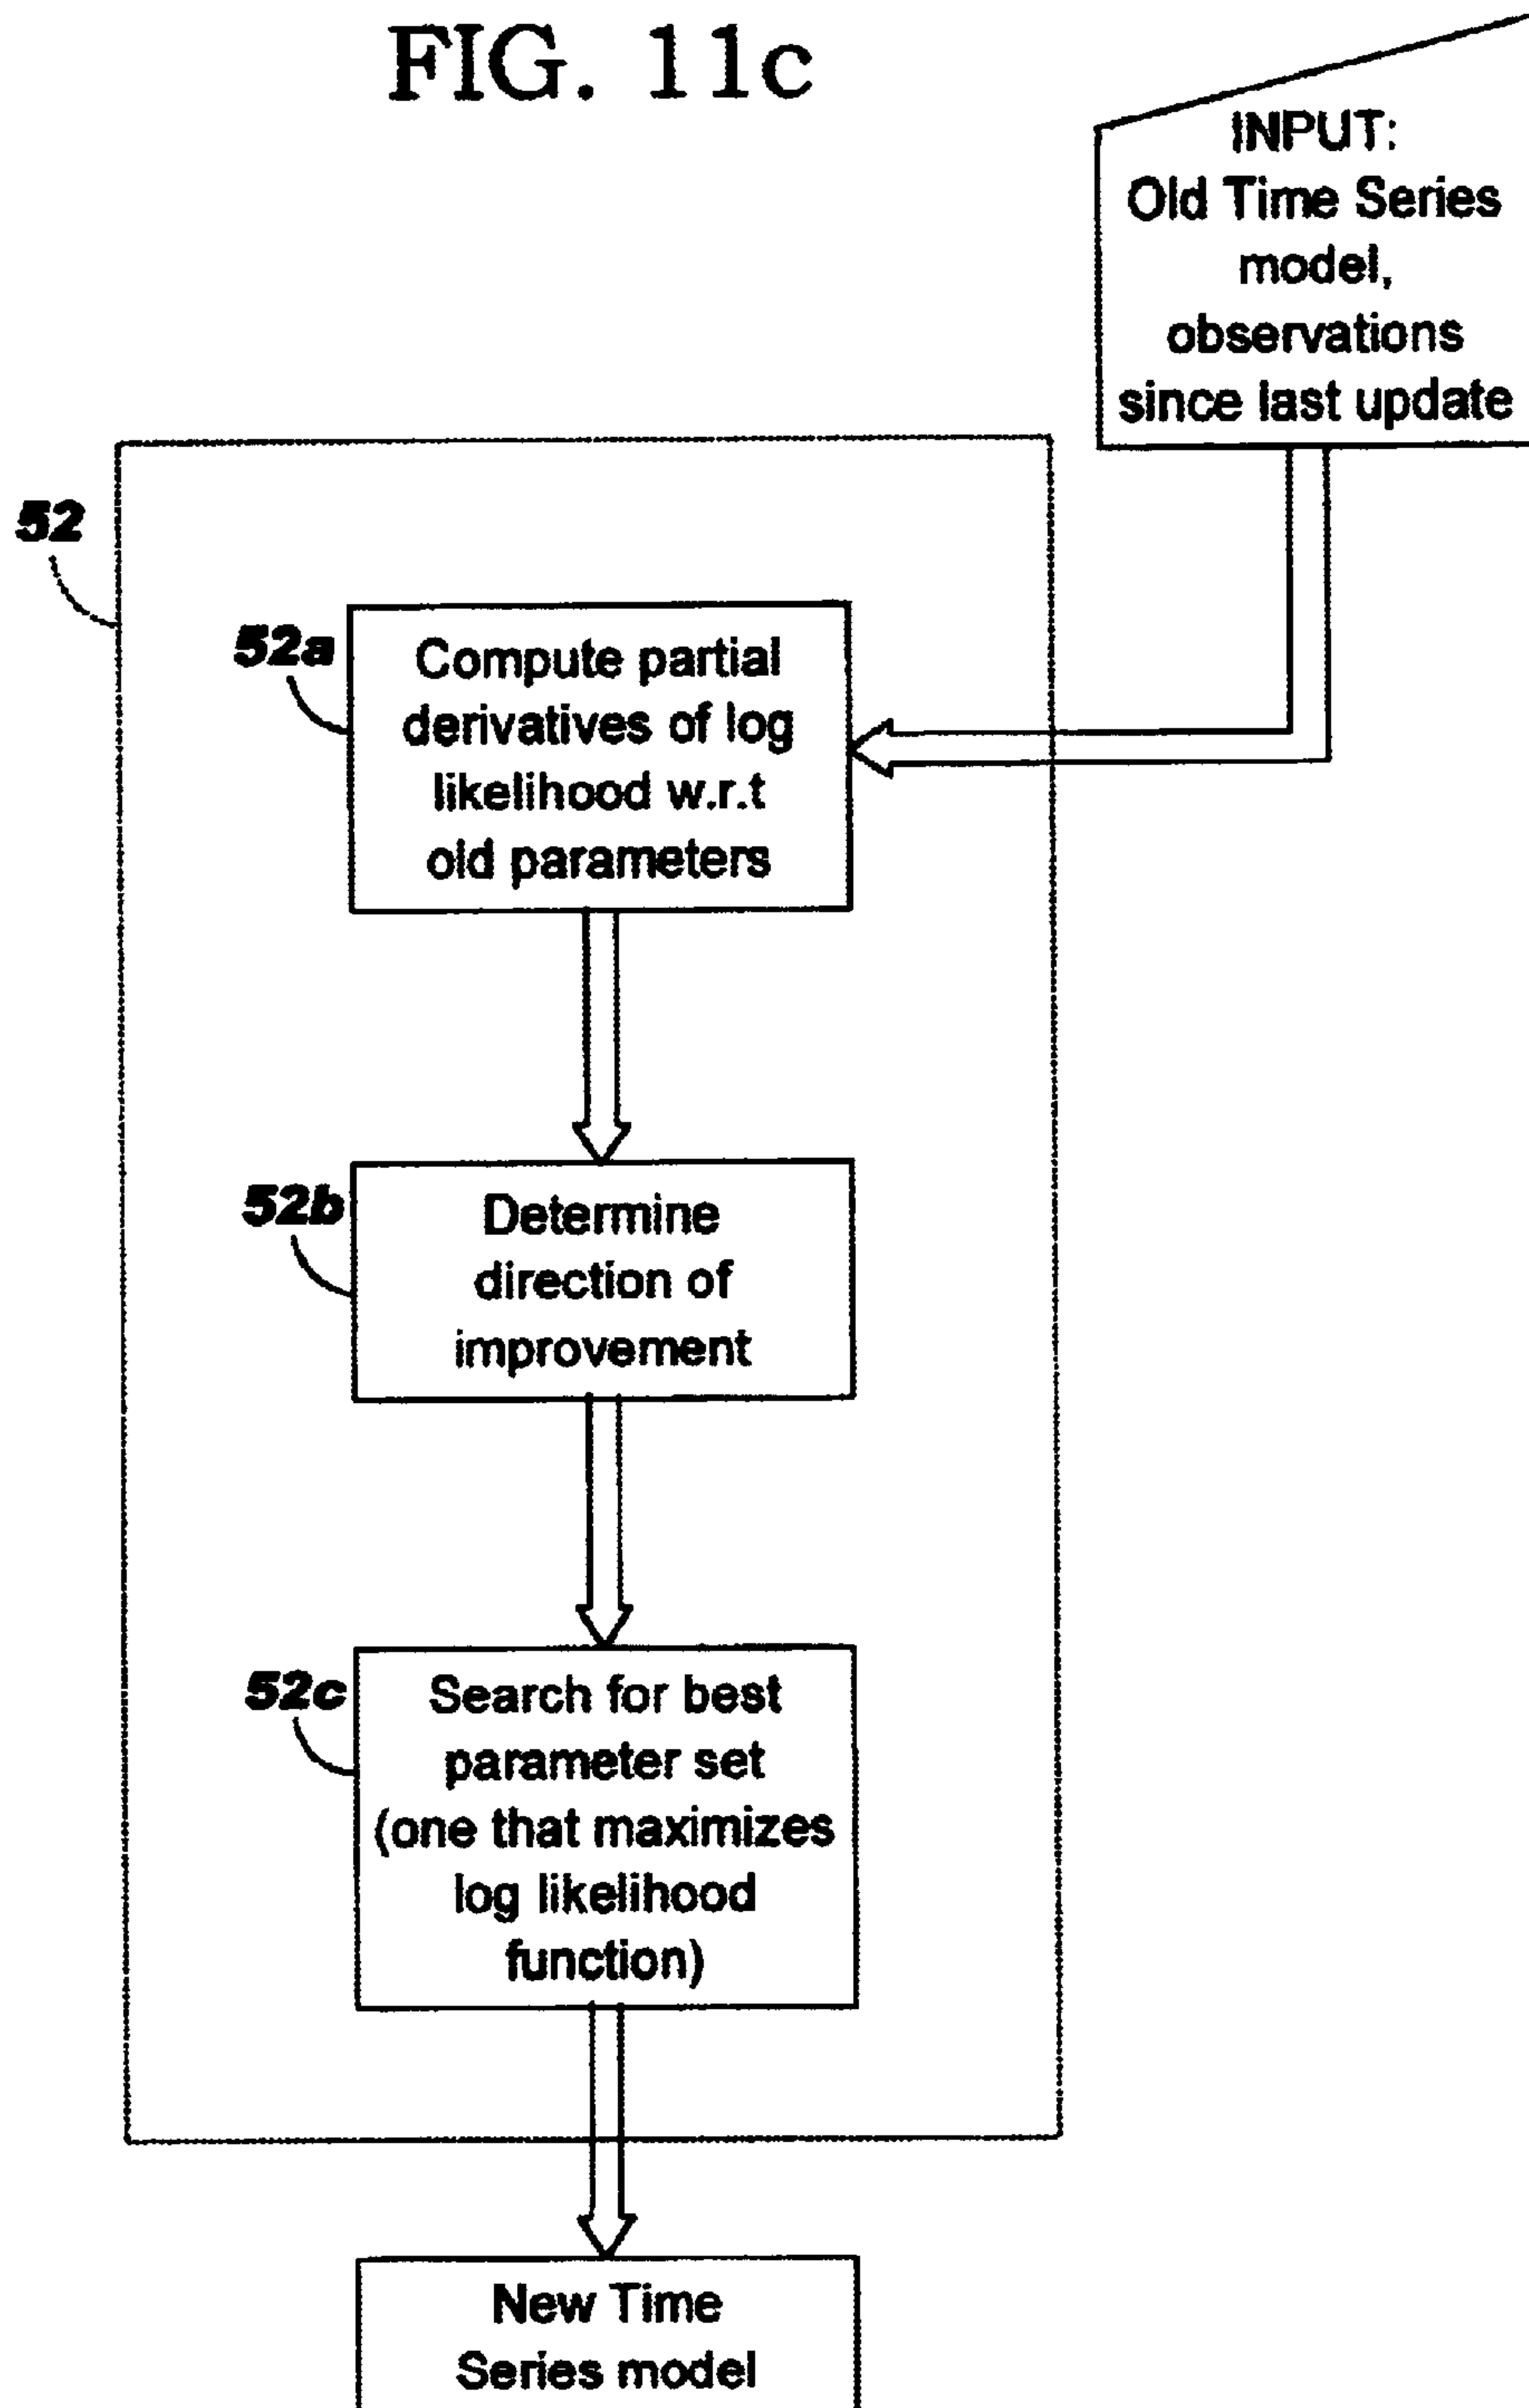 FIG. 11c
INPUT:
Old Time Series
model,
observations
since last update
52
52a
Compute partial
derivatives of log
likelihood w.r.t
old parameters
52b
Determine
direction of
improvement
52c
Search for best
parameter set
(one that maximizes
log likelihood
function)
New Time
Series model